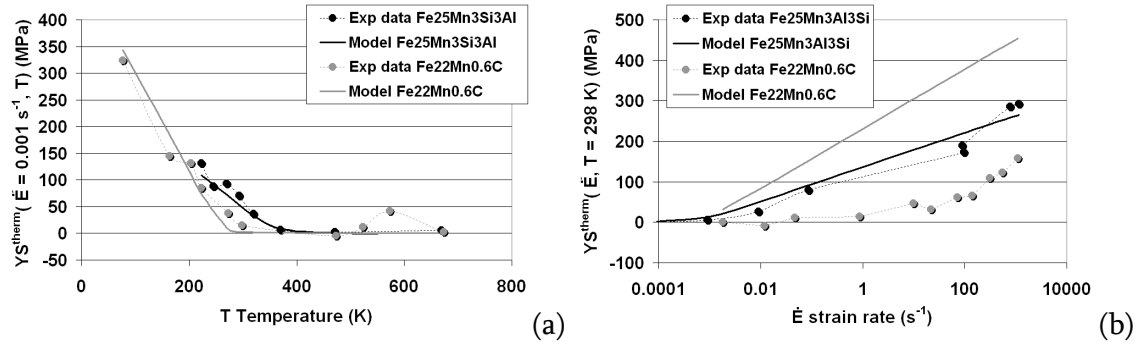 YS^therm( Ė = 0.001 s⁻¹, T) (MPa)
400
350
300
250
200
150
100
50
0
-50
0
200
400
600
800
T Temperature (K)
Exp data Fe25Mn3Si3Al
Model Fe25Mn3Si3Al
Exp data Fe22Mn0.6C
Model Fe22Mn0.6C
(a)
YS^therm( Ė, T = 298 K) (MPa)
500
400
300
200
100
0
-100
0.0001
0.01
1
100
10000
Ė strain rate (s⁻¹)
Exp data Fe25Mn3Al3Si
Model Fe25Mn3Al3Si
Exp data Fe22Mn0.6C
Model Fe22Mn0.6C
(b)